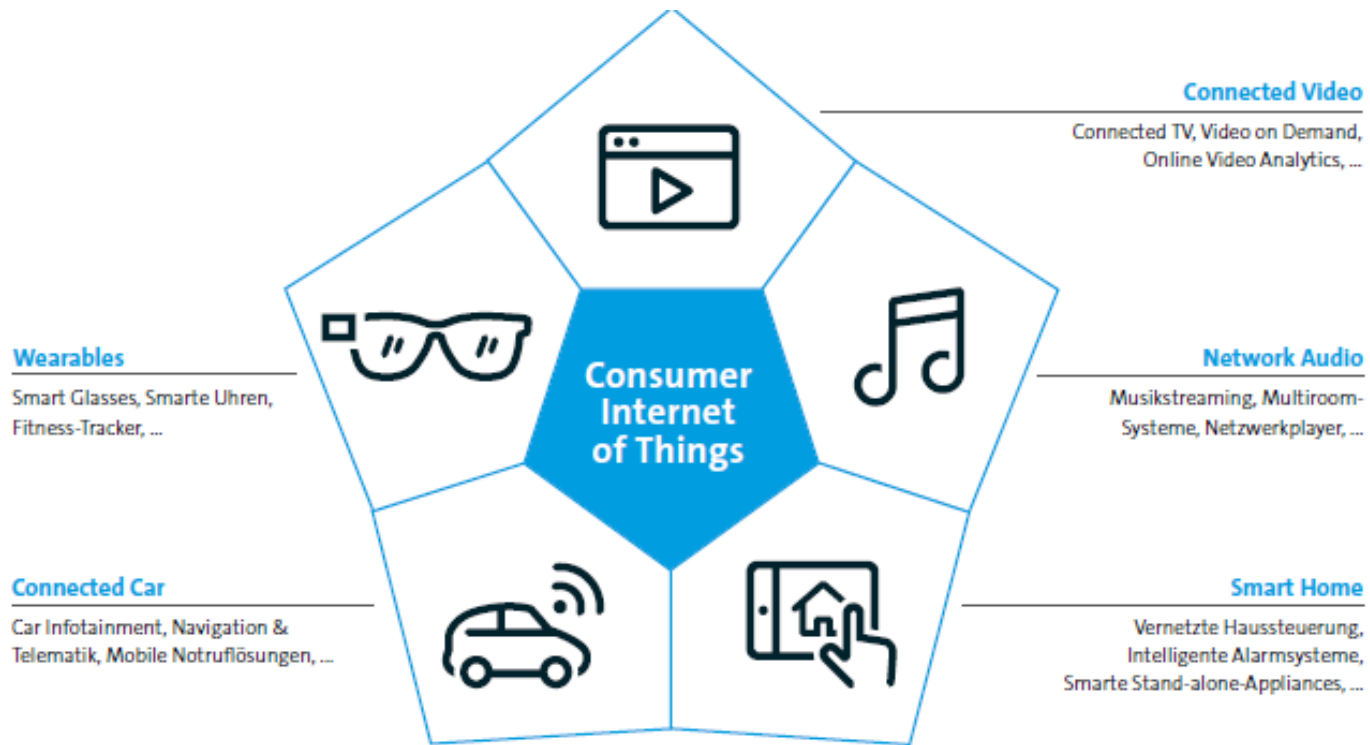 Connected Video
Connected TV, Video on Demand,
Online Video Analytics, ...
Wearables
Smart Glasses, Smarte Uhren,
Fitness-Tracker, ...
Consumer
Internet
of Things
Network Audio
Musikstreaming, Multiroom-
Systeme, Netzwerkplayer, ...
Connected Car
Car Infotainment, Navigation &
Telematik, Mobile Notruflösungen, ...
Smart Home
Vernetzte Haussteuerung,
Intelligente Alarmsysteme,
Smarte Stand-alone-Appliances, ...